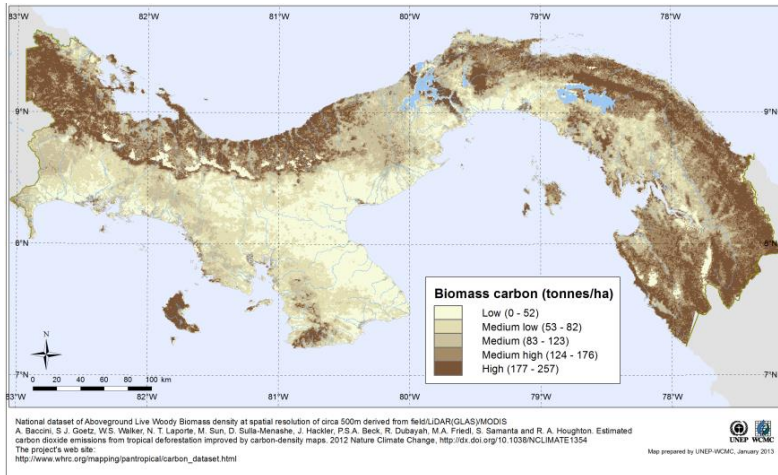 83°W 82°W 81°W 80°W 79°W 78°W
9°N 9°N
8°N 8°N
Biomass carbon (tonnes/ha)
Low (0 - 52)
Medium low (53 - 82)
Medium (83 - 123)
Medium high (124 - 176)
High (177 - 257)
N
7°N 7°N
0 20 40 60 80 100 km
83°W 82°W 81°W 80°W 79°W 78°W
National dataset of Aboveground Live Woody Biomass density at spatial resolution of circa 500m derived from field/LiDAR(GLAS)/MODIS
A. Baccini, S J. Goetz, W.S. Walker, N. T. Laporte, M. Sun, D. Sulla-Menashe, J. Hackler, P.S.A. Beck, R. Dubayah, M.A. Friedl, S. Samanta and R. A. Houghton. Estimated
carbon dioxide emissions from tropical deforestation improved by carbon-density maps. 2012 Nature Climate Change, http://dx.doi.org/10.1038/NCLIMATE1354
The project's web site:
http://www.whrc.org/mapping/pantropical/carbon_dataset.html
UNEP WCMC
Map prepared by UNEP-WCMC, January 2013